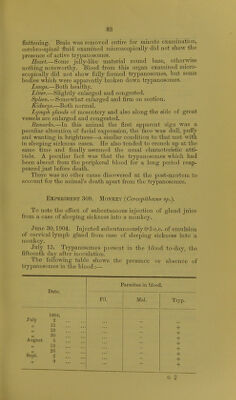 83
flattening. Brain was removed entire for minute examination,
cerebro-spinal fluid examined microscopically did not show the
presence of active trypanosomes.
Heart.—Some jelly-like material round base, otherwise
nothing noteworthy. Blood from this organ examined micro-
scopically did not show fully formed trypanosomes, but some
bodies which were apparently broken down trypanosomes.
Lungs.—Both healthy.
Liver.—Slightly enlarged and congested.
Spleen.—Somewhat enlarged and firm on section.
Kidneys.—Both normal.
Lymph glands of mesentery and also along the side of great
vessels are enlarged and congested.
Remarks.—In this animal the first apparent sign was a
peculiar alteration of facial expression, the face was dull, puffy
and wanting in brightness—a similar condition to that met with
in sleeping sickness cases. He also tended to crouch up at the
same time and finally assumed the usual characteristic atti-
tude. A peculiar fact was that the trypanosomes which had
been absent from the peripheral blood for a long period reap-
peared just before death.
There was no other cause discovered at the post-mortem to
account for the animal's death apart from the trypanosomes.
Experiment 309. Monkey (Cercopithecus sp.).
To note the effect of subcutaneous injection of gland juice
from a case of sleeping sickness into a monkey.
June 30, 1904. Injected subcutaneously 0·1 c.c. of emulsion
of cervical lymph gland from case of sleeping sickness into a
monkey.
July 15. Trypanosomes present in the blood to-day, the
fifteenth day after inoculation.
The following table shows the presence or absence of
trypanosomes in the blood:—
Date.
Parasites in blood.
Fil.
Mal.
Tryp.
1904.
July
August
Sept.
G 2